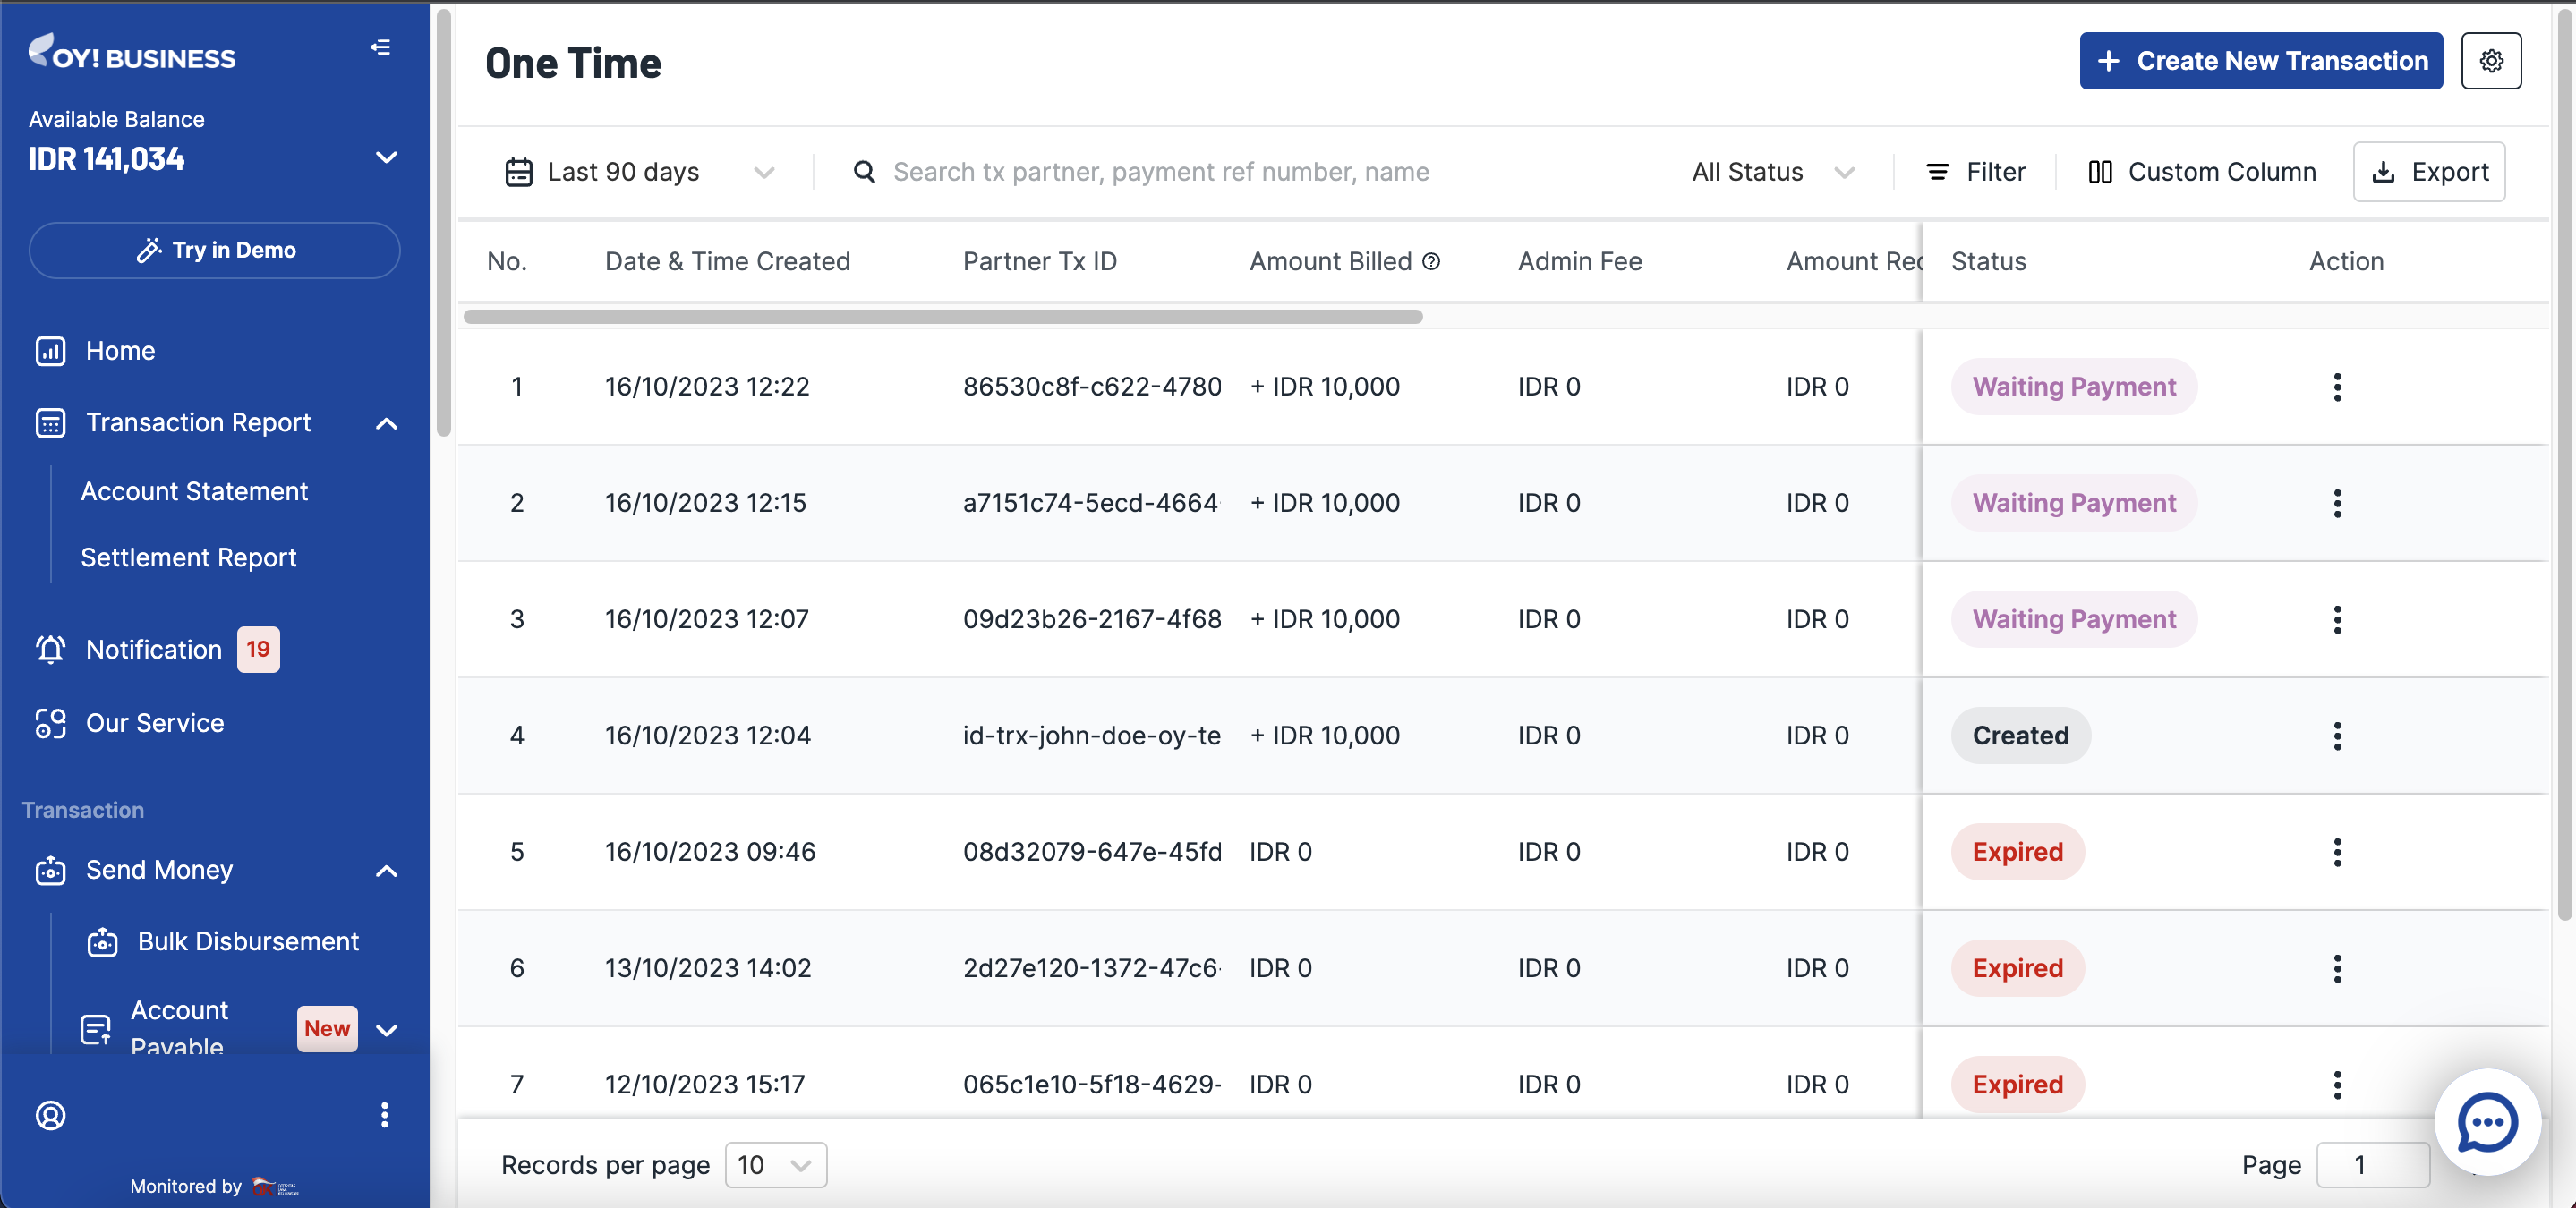 OY! BUSINESS
Available Balance
IDR 141,034
Try in Demo
Home
Transaction Report
Account Statement
Settlement Report
Notification 19
Our Service
Transaction
Send Money
Bulk Disbursement
Account Payable New
Monitored by
One Time
+ Create New Transaction
Last 90 days Search tx partner, payment ref number, name All Status Filter Custom Column Export
No. Date & Time Created Partner Tx ID Amount Billed Admin Fee Amount Rec Status Action
1 16/10/2023 12:22 86530c8f-c622-4780 + IDR 10,000 IDR 0 IDR 0 Waiting Payment
2 16/10/2023 12:15 a7151c74-5ecd-4664- + IDR 10,000 IDR 0 IDR 0 Waiting Payment
3 16/10/2023 12:07 09d23b26-2167-4f68 + IDR 10,000 IDR 0 IDR 0 Waiting Payment
4 16/10/2023 12:04 id-trx-john-doe-oy-te + IDR 10,000 IDR 0 IDR 0 Created
5 16/10/2023 09:46 08d32079-647e-45fd IDR 0 IDR 0 IDR 0 Expired
6 13/10/2023 14:02 2d27e120-1372-47c6- IDR 0 IDR 0 IDR 0 Expired
7 12/10/2023 15:17 065c1e10-5f18-4629- IDR 0 IDR 0 IDR 0 Expired
Records per page 10 Page 1